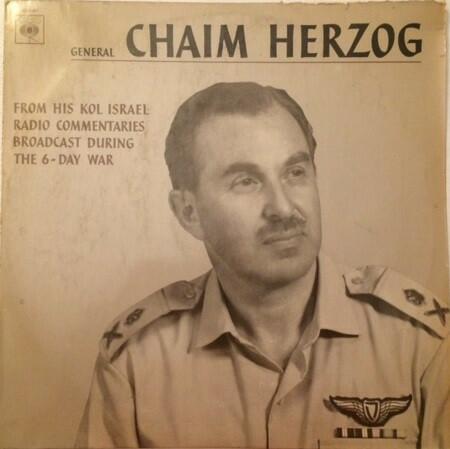 GENERAL CHAIM HERZOG
FROM HIS KOL ISRAEL
RADIO COMMENTARIES
BROADCAST DURING
THE 6-DAY WAR